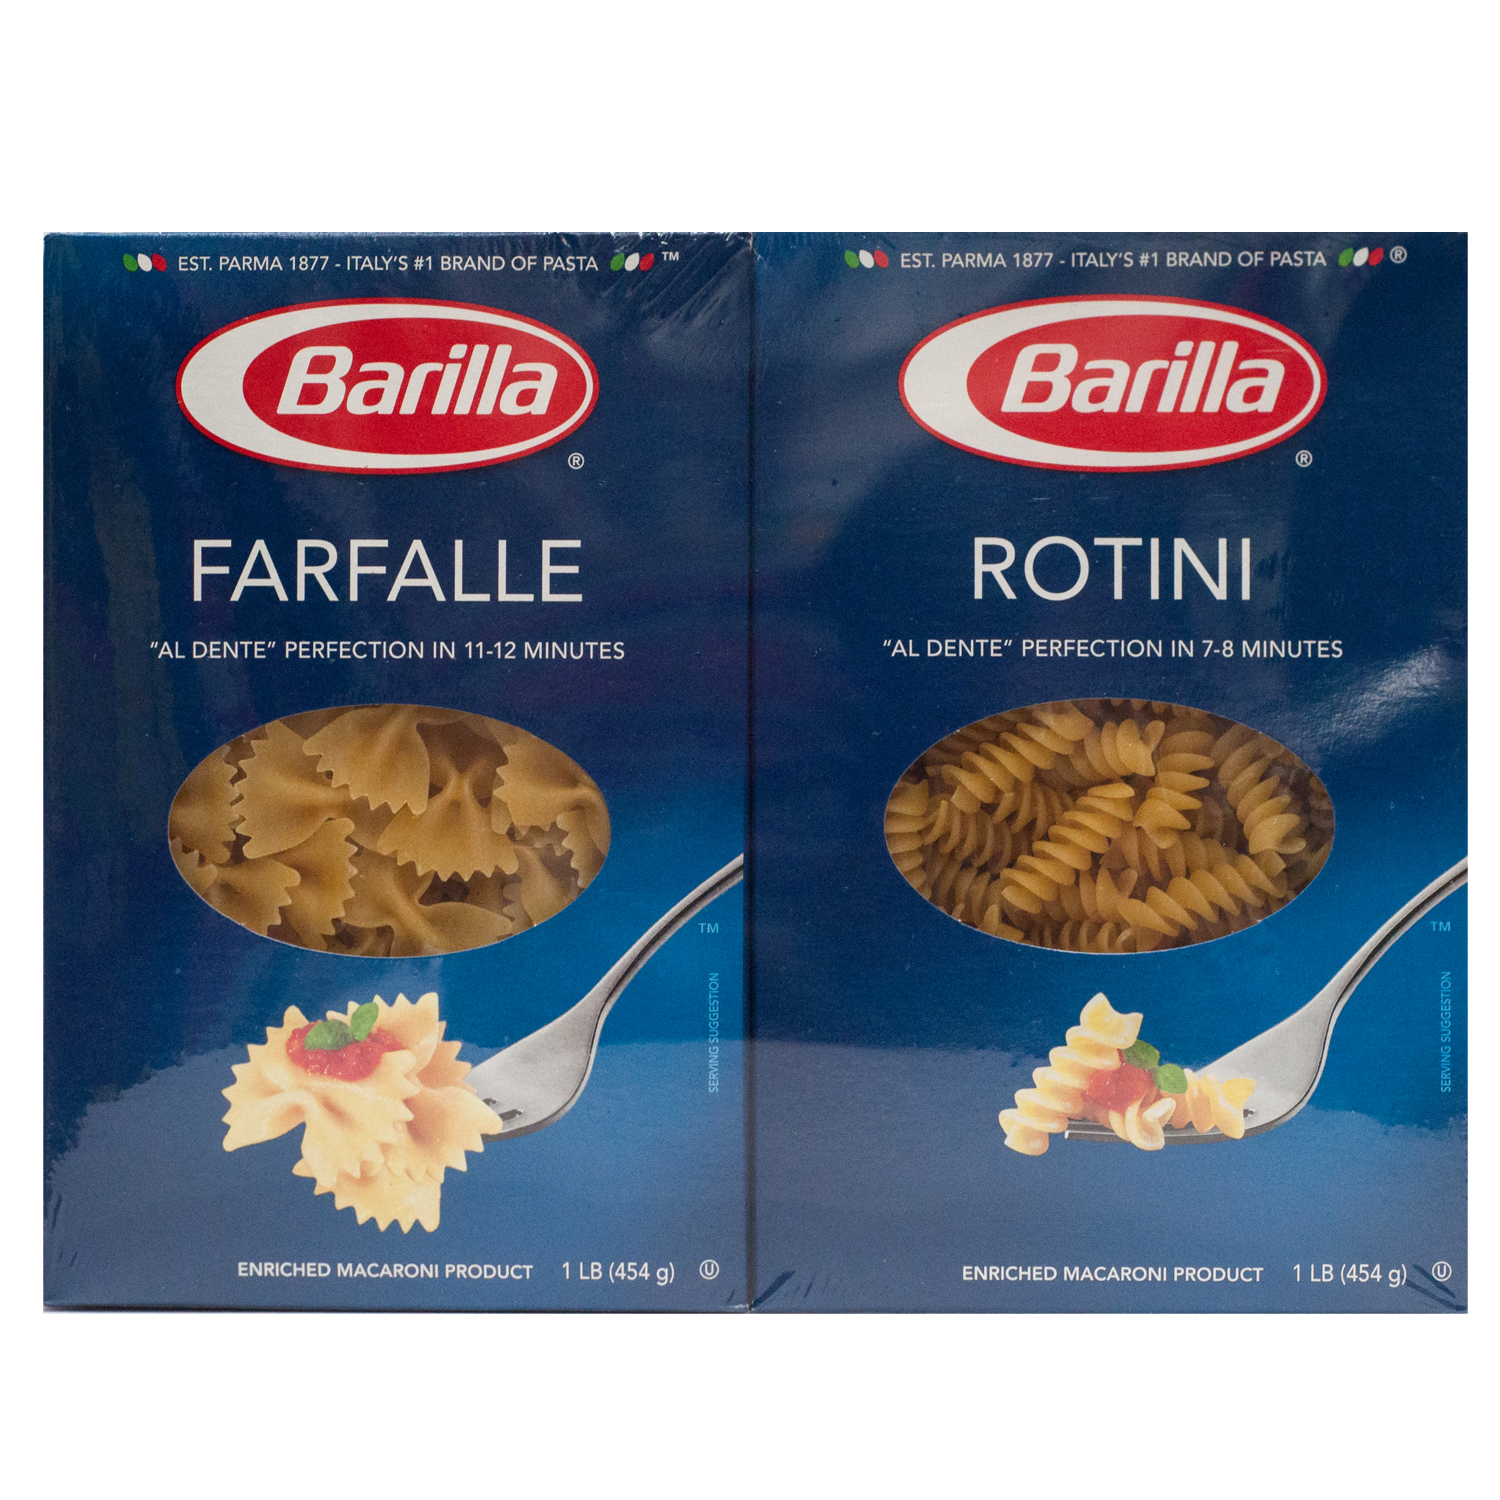 EST. PARMA 1877 - ITALY'S #1 BRAND OF PASTA ™
Barilla ®
FARFALLE
"AL DENTE" PERFECTION IN 11-12 MINUTES
TM
SERVING SUGGESTION
ENRICHED MACARONI PRODUCT 1 LB (454 g) U
EST. PARMA 1877 - ITALY'S #1 BRAND OF PASTA ®
Barilla ®
ROTINI
"AL DENTE" PERFECTION IN 7-8 MINUTES
TM
SERVING SUGGESTION
ENRICHED MACARONI PRODUCT 1 LB (454 g) U